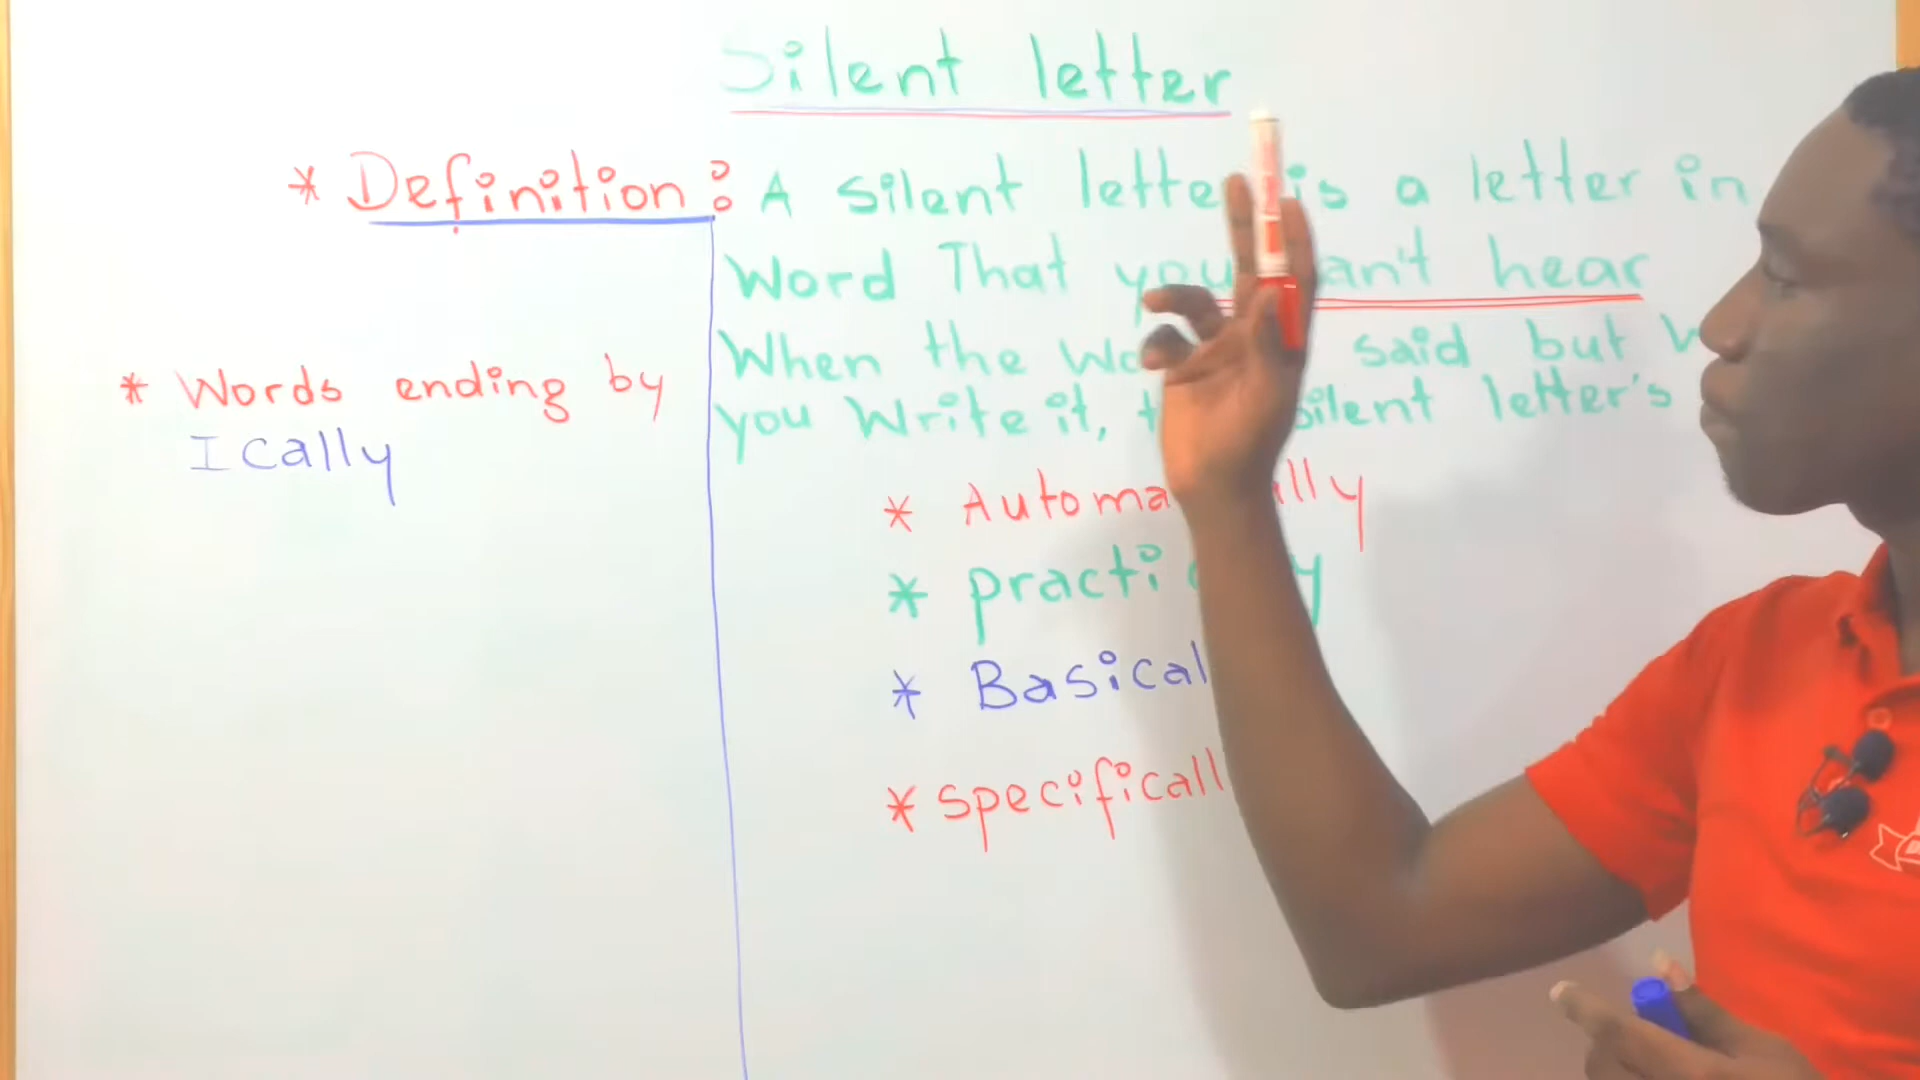 Silent letter
* Definition: A silent letter is a letter in
Word That you can't hear
When the said but
you Write it, silent letter's
* Words ending by
Ically
* Automa lly
* practi y
* Basical
* Specificall